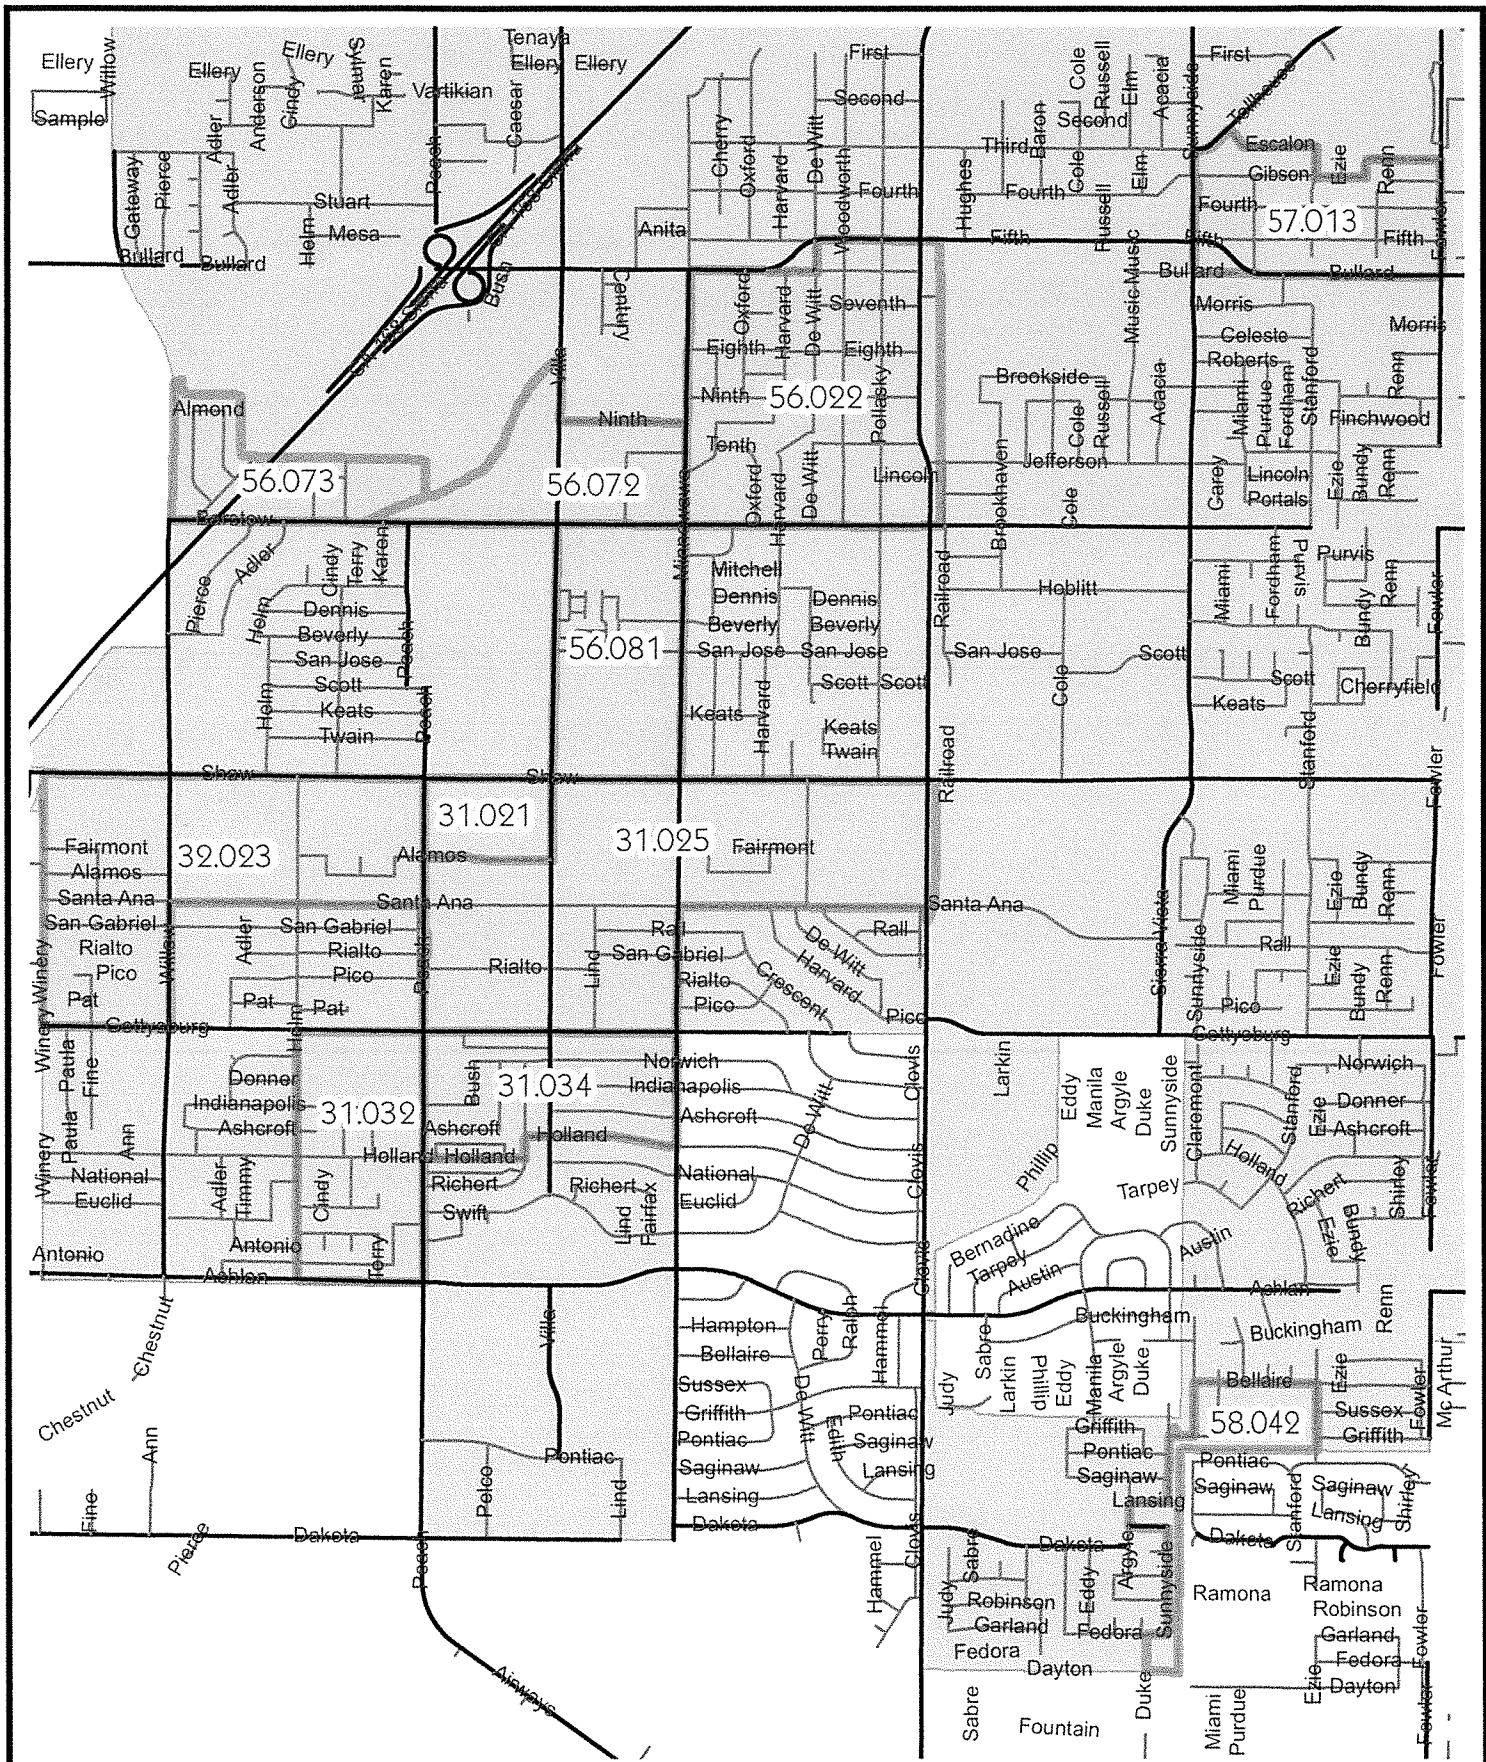 Tenaya
Ellery Ellery
First
First
Ellery
Willow
Ellery
Ellery
Sylmar
Karen
Cole
Russell
Elm
Acacia
Sunnyside
Tollhouse
Anderson
Cindy
Vartikian
Second
Sample
Adler
Peach
Caesar
Cherry
Oxford
Harvard
De Witt
Woodworth
Second
Baron
Third
Cole
Elm
Escalon
Ezie
Renn
Gateway
Pierce
Adler
Stuart
Fourth
Hughes
Fourth
Russell
Gibson
Fourth
57.013
Helm
Mesa
Anita
Fifth
Fifth
Fifth
Fowler
Bullard
Bullard
Bush
Century
Music
Music
Bullard
Bullard
Oxford
Harvard
De Witt
Seventh
Morris
Morris
Celeste
Villa
Eighth
Eighth
Roberts
Renn
Almond
Ninth
Ninth
56.022
Pollasky
Brookside
Cole
Russell
Acacia
Miami
Purdue
Fordham
Stanford
Finchwood
56.073
56.072
Tenth
Oxford
Harvard
De Witt
Lincoln
Brookhaven
Jefferson
Cole
Garey
Lincoln
Portals
Ezie
Bundy
Renn
Barstow
Minnewawa
Pierce
Adler
Cindy
Terry
Karen
Mitchell
Dennis
Dennis
Railroad
Hoblitt
Miami
Fordham
Purvis
Purvis
Bundy
Renn
Fowler
Helm
Dennis
Beverly
Peach
56.081
Beverly
Beverly
San Jose
San Jose
San Jose
San Jose
Scott
Scott
Helm
Scott
Keats
Twain
Peach
Keats
Harvard
Scott
Scott
Keats
Twain
Cole
Keats
Stanford
Cherryfield
Shaw
Shaw
Railroad
Fowler
31.021
31.025
Fairmont
32.023
Alamos
Fairmont
Alamos
Santa Ana
Santa Ana
Santa Ana
Miami
Purdue
Ezie
Bundy
Renn
San Gabriel
Adler
San Gabriel
Rall
De Witt
Rall
Rall
Rialto
Rialto
Rialto
Lind
San Gabriel
Harvard
Pico
Pico
Rialto
Crescent
Pat
Pat
Pat
Pico
Pico
Sierra Vista
Sunnyside
Pico
Ezie
Bundy
Renn
Fowler
Winery
Winery
Willow
Peach
Gettysburg
Helm
Gettysburg
Paula
Fine
Donner
Indianapolis
Ashcroft
31.032
Bush
31.034
Norwich
Indianapolis
Ashcroft
De Witt
Clovis
Larkin
Eddy
Manila
Argyle
Duke
Sunnyside
Claremont
Stanford
Norwich
Donner
Ezie
Ashcroft
Winery
Paula
Ann
Ashcroft
Holland
Holland
Holland
National
Euclid
Adler
Timmy
Cindy
Richert
Swift
Richert
Lind
Fairfax
National
Euclid
Clovis
Phillip
Tarpey
Holland
Richert
Shirley
Fowler
Antonio
Antonio
Terry
Ashlan
Clovis
Bernadine
Tarpey
Austin
Austin
Ezie
Bundy
Ashlan
Chestnut
Villa
Hampton
Bellaire
Perry
Ralph
Hammel
Sabre
Buckingham
Buckingham
Renn
Sussex
De Witt
Judy
Larkin
Phillip
Eddy
Manila
Argyle
Duke
Bellaire
Ezie
Fowler
Mc Arthur
Chestnut
Ann
Griffith
Pontiac
Edith
Pontiac
Saginaw
Griffith
Pontiac
58.042
Sussex
Griffith
Pontiac
Saginaw
Lansing
Saginaw
Lansing
Pontiac
Saginaw
Stanford
Saginaw
Lansing
Shirley
Fine
Pelco
Lind
Lansing
Dakota
Pierce
Dakota
Peach
Clovis
Sabre
Dakota
Argyle
Dakota
Hammel
Judy
Robinson
Garland
Eddy
Fedora
Sunnyside
Ramona
Ramona
Robinson
Garland
Fedora
Fowler
Fedora
Dayton
Ezie
Dayton
Airways
Sabre
Fountain
Duke
Miami
Purdue
Fowler